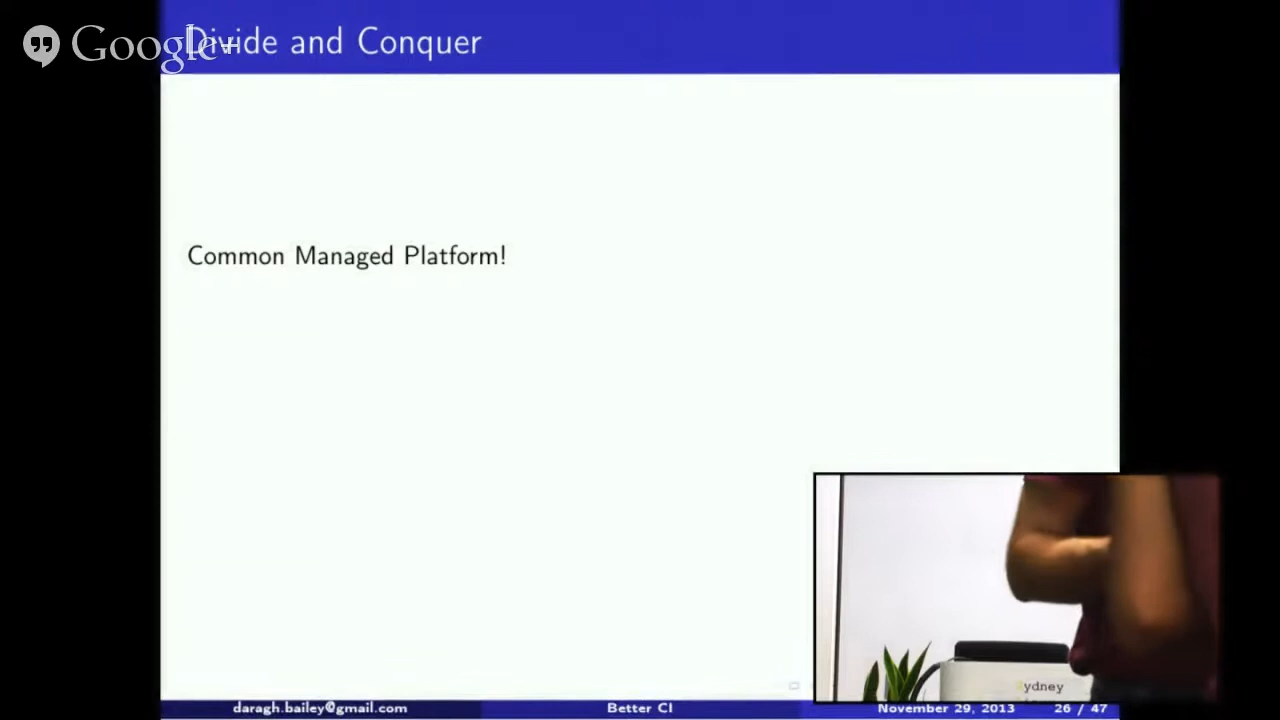 Google+
Divide and Conquer
Common Managed Platform!
ydney
daragh.bailey@gmail.com
Better CI
November 29, 2013
26 / 47